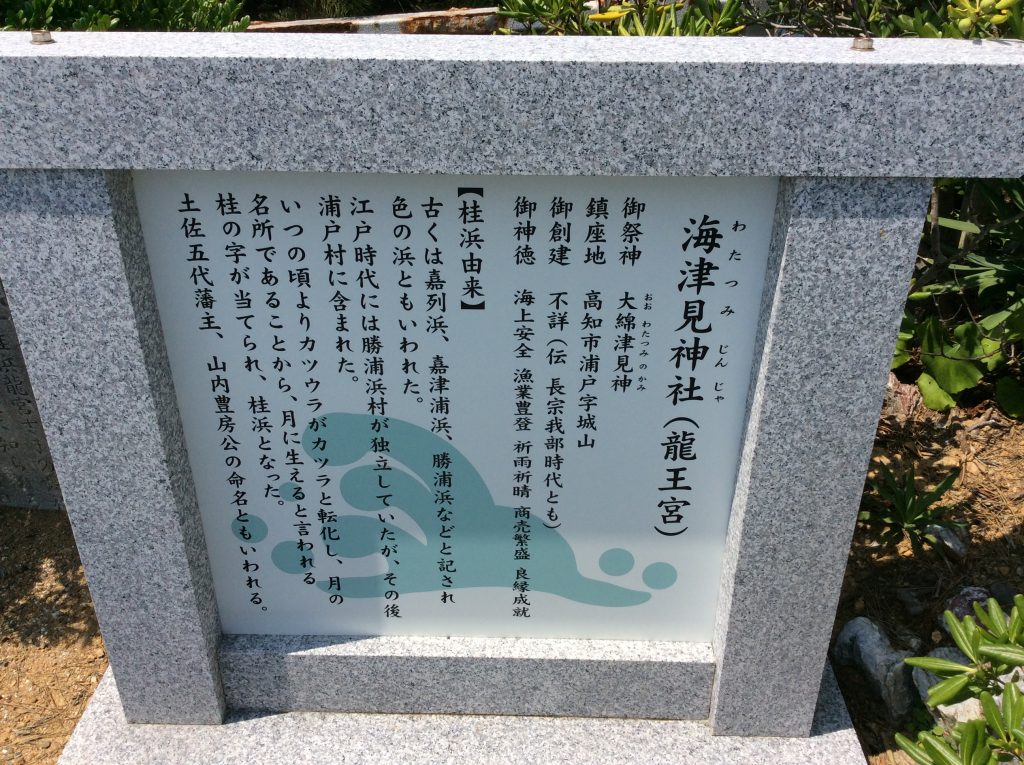 海津見神社（龍王宮）
わたつみ じんじゃ
御祭神 大綿津見神
おお わたつみ の かみ
鎮座地 高知市浦戸字城山
御創建 不詳（伝 長宗我部時代とも）
御神徳 海上安全 漁業豊登 祈雨祈晴 商売繁盛 良縁成就
【桂浜由来】
古くは嘉列浜、嘉津浦浜、勝浦浜などと記され
色の浜ともいわれた。
江戸時代には勝浦浜村が独立していたが、その後
浦戸村に含まれた。
いつの頃よりカツウラがカツラと転化し、月の
名所であることから、月に生えると言われる
桂の字が当てられ、桂浜となった。
土佐五代藩主、山内豊房公の命名ともいわれる。